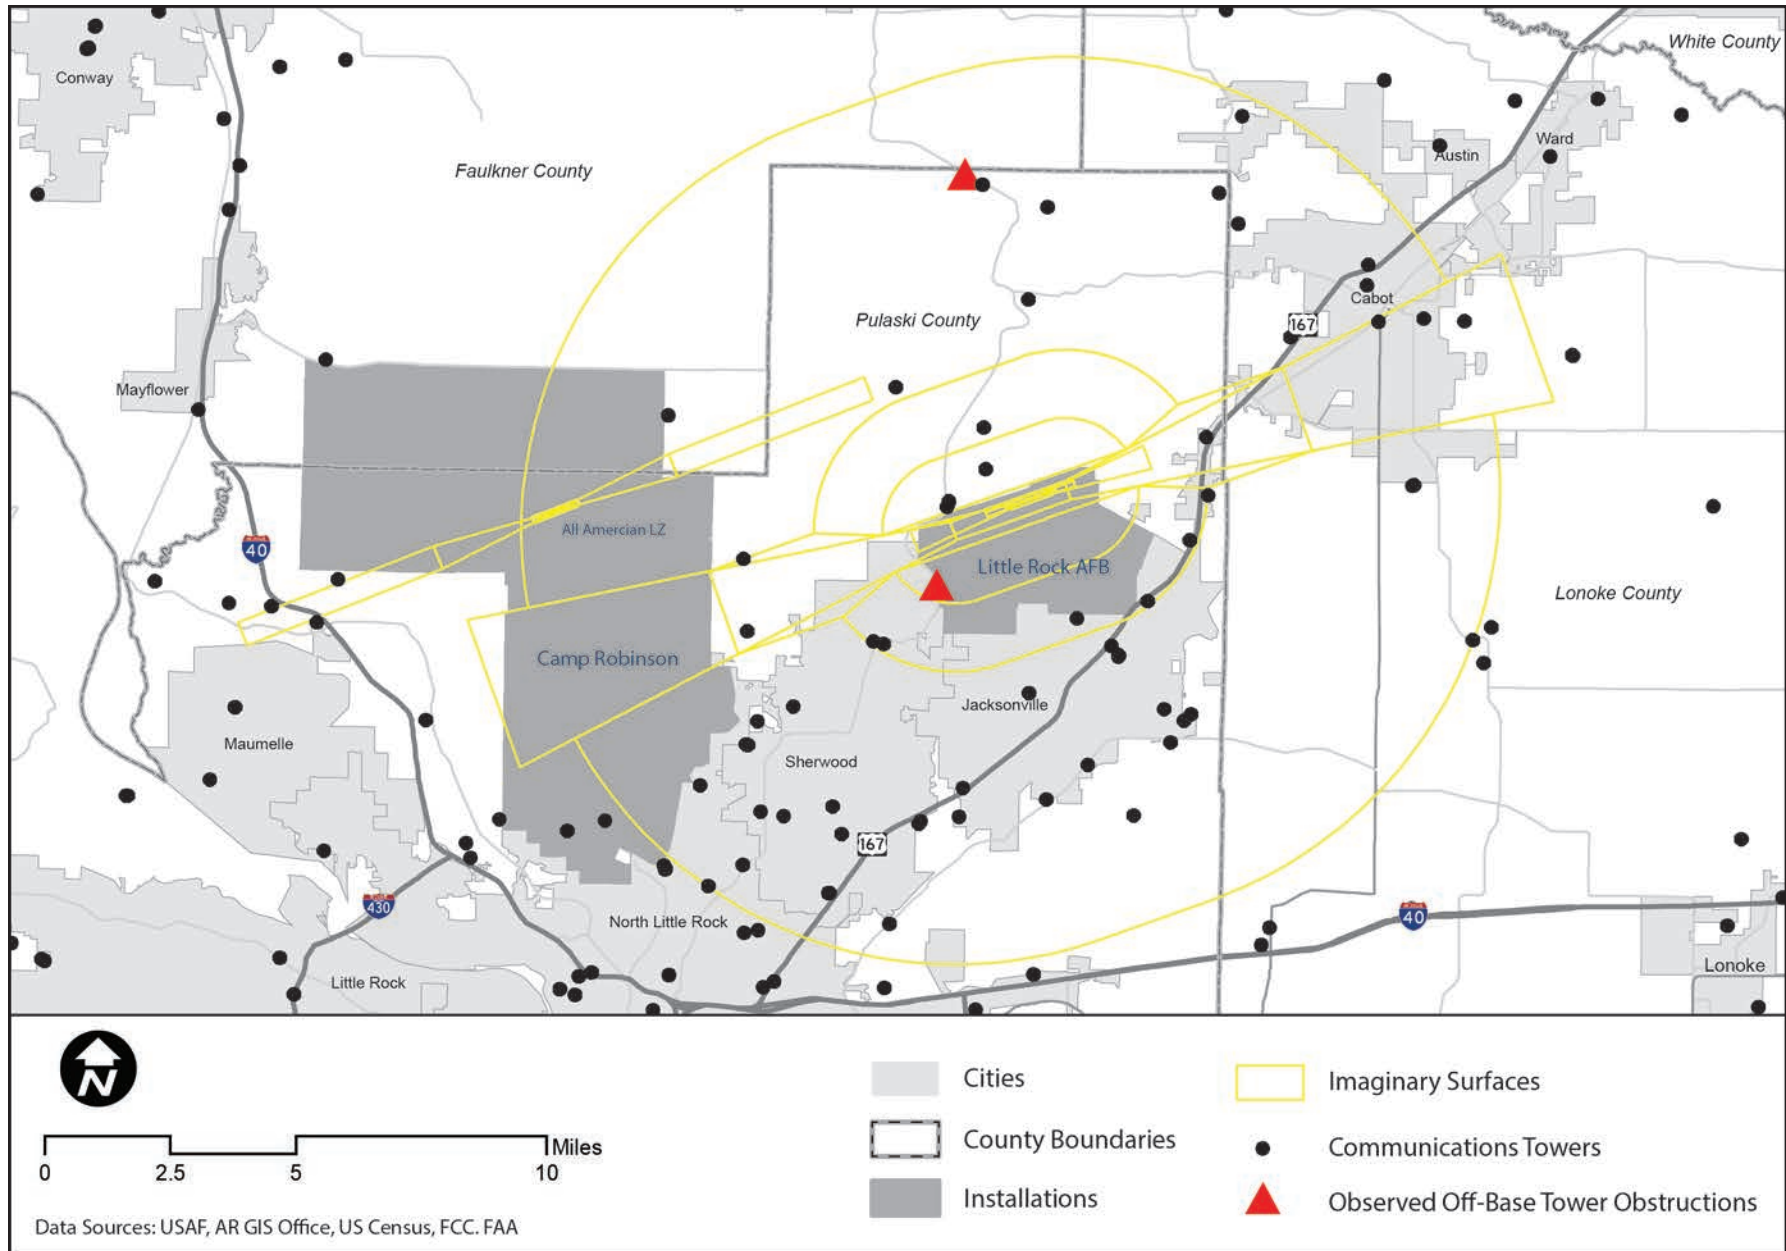 White County
Conway
Ward
Austin
Faulkner County
Cabot
167
Pulaski County
Mayflower
All Amercian LZ
40
Little Rock AFB
Lonoke County
Camp Robinson
Jacksonville
Maumelle
Sherwood
167
430
North Little Rock
40
Lonoke
Little Rock
N
Miles
0 2.5 5 10
Data Sources: USAF, AR GIS Office, US Census, FCC. FAA
Cities
County Boundaries
Installations
Imaginary Surfaces
Communications Towers
Observed Off-Base Tower Obstructions